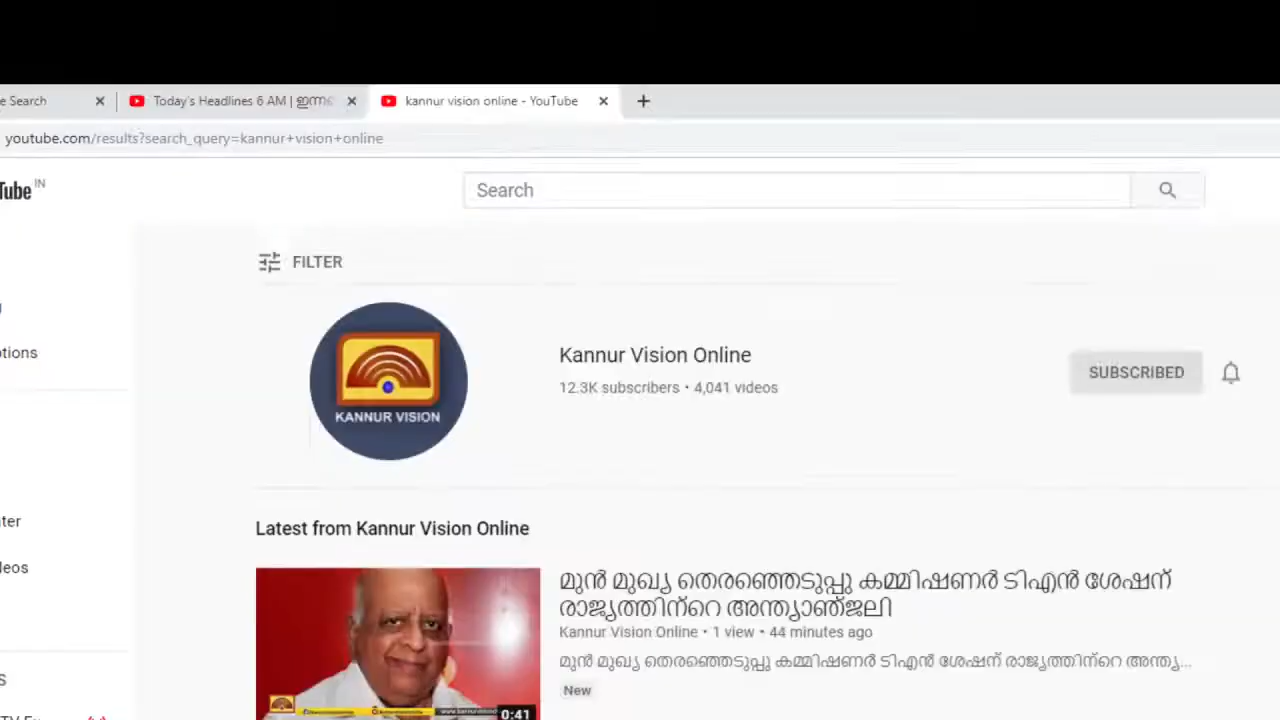 e Search
Today's Headlines 6 AM | ഇന്ന
kannur vision online - YouTube
youtube.com/results?search_query=kannur+vision+online
Tube IN
Search
FILTER
otions
KANNUR VISION
Kannur Vision Online
12.3K subscribers • 4,041 videos
SUBSCRIBED
ter
leos
Latest from Kannur Vision Online
മുൻ മുഖ്യ തെരഞ്ഞെടുപ്പു കമ്മിഷണർ ടിഎൻ ശേഷന്
രാജ്യത്തിന്റെ അന്ത്യാഞ്ജലി
Kannur Vision Online • 1 view • 44 minutes ago
മുൻ മുഖ്യ തെരഞ്ഞെടുപ്പു കമ്മിഷണർ ടിഎൻ ശേഷന് രാജ്യത്തിന്റെ അന്ത്യ...
New
0:41
S